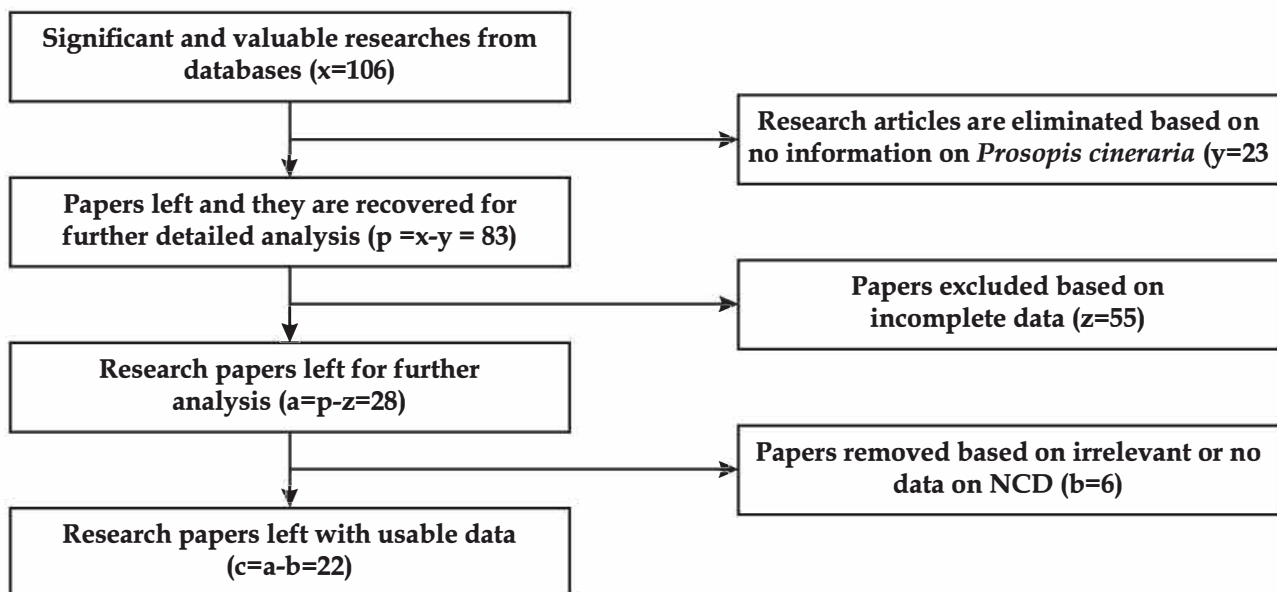 Significant and valuable researches from
databases (x=106)
Research articles are eliminated based on
no information on Prosopis cineraria (y=23
Papers left and they are recovered for
further detailed analysis (p =x-y = 83)
Papers excluded based on
incomplete data (z=55)
Research papers left for further
analysis (a=p-z=28)
Papers removed based on irrelevant or no
data on NCD (b=6)
Research papers left with usable data
(c=a-b=22)